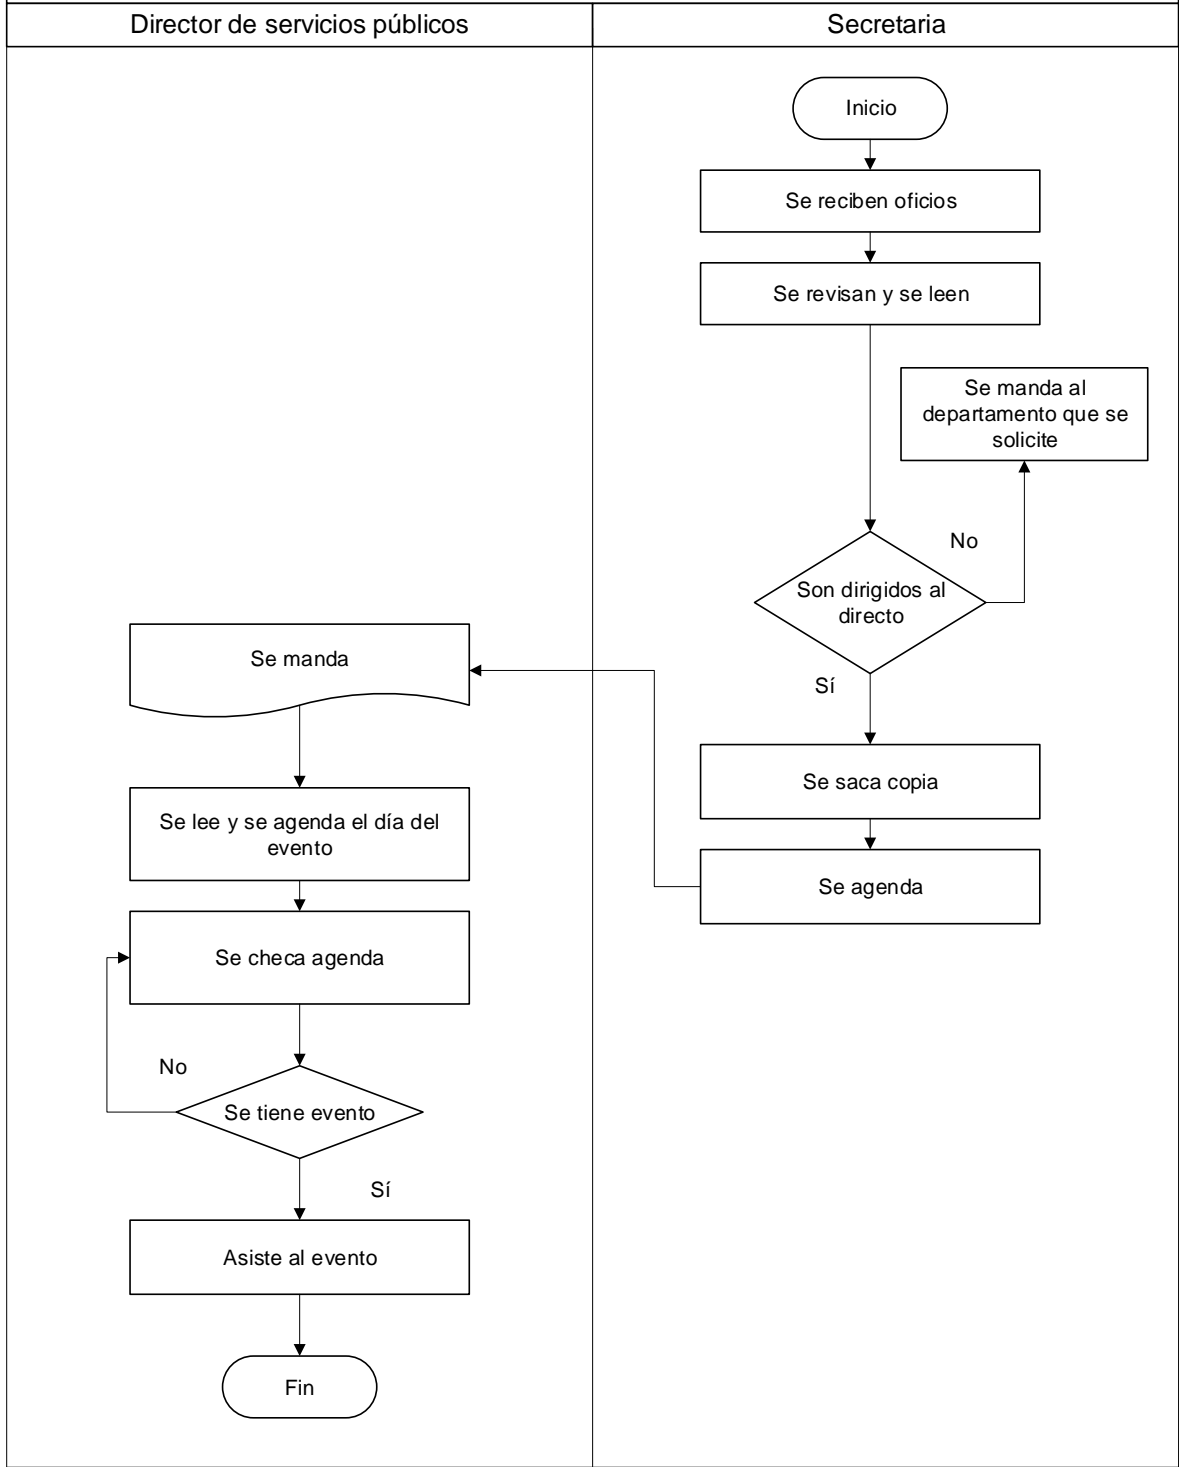 Director de servicios públicos
Secretaria
Inicio
Se reciben oficios
Se revisan y se leen
Se manda al
departamento que se
solicite
No
Son dirigidos al
directo
Sí
Se saca copia
Se agenda
Se manda
Se lee y se agenda el día del
evento
Se checa agenda
No
Se tiene evento
Sí
Asiste al evento
Fin